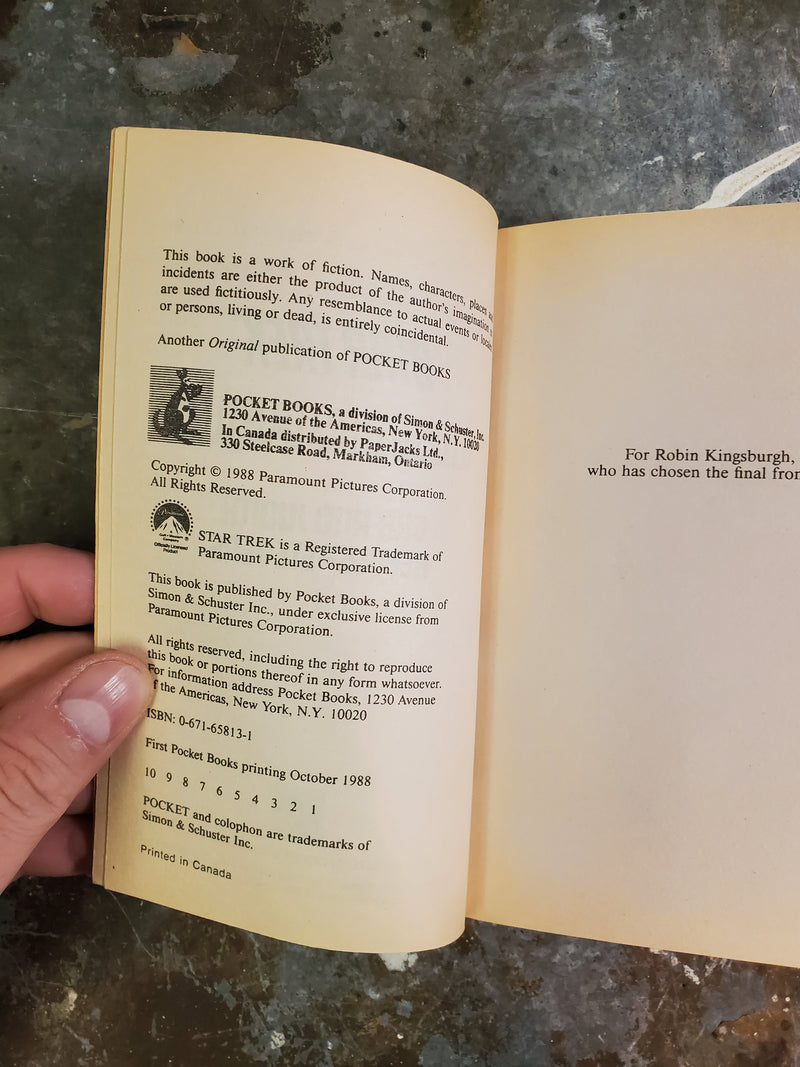 This book is a work of fiction. Names, characters, places
incidents are either the product of the author's imagination
are used fictitiously. Any resemblance to actual events or
or persons, living or dead, is entirely coincidental.
Another Original publication of POCKET BOOKS
POCKET BOOKS, a division of Simon & Schuster, Inc.
1230 Avenue of the Americas, New York, N.Y. 10020
In Canada distributed by PaperJacks Ltd.,
330 Steelcase Road, Markham, Ontario
Copyright © 1988 Paramount Pictures Corporation.
All Rights Reserved.
Officially Licensed
Product
STAR TREK is a Registered Trademark of
Paramount Pictures Corporation.
This book is published by Pocket Books, a division of
Simon & Schuster Inc., under exclusive license from
Paramount Pictures Corporation.
All rights reserved, including the right to reproduce
this book or portions thereof in any form whatsoever.
For information address Pocket Books, 1230 Avenue
of the Americas, New York, N.Y. 10020
ISBN: 0-671-65813-1
First Pocket Books printing October 1988
10 9 8 7 6 5 4 3 2 1
POCKET and colophon are trademarks of
Simon & Schuster Inc.
Printed in Canada
For Robin Kingsburgh,
who has chosen the final